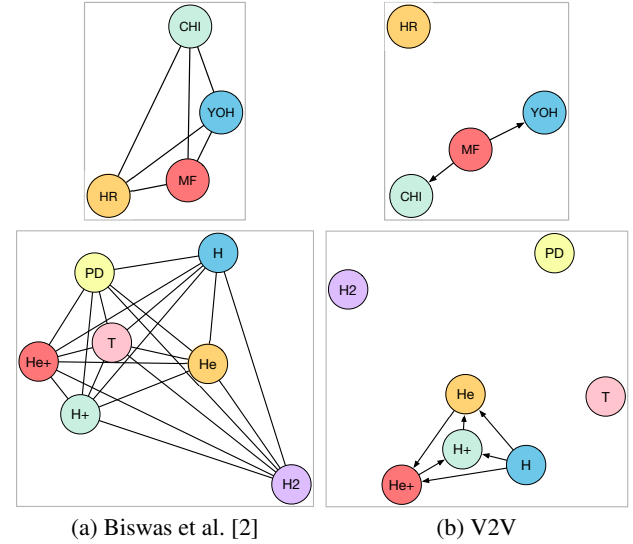 CHI
YOH
MF
HR
HR
YOH
MF
CHI
H
PD
T
He+
He
H+
H2
PD
H2
He
T
H+
H
He+
(a) Biswas et al. [2]
(b) V2V